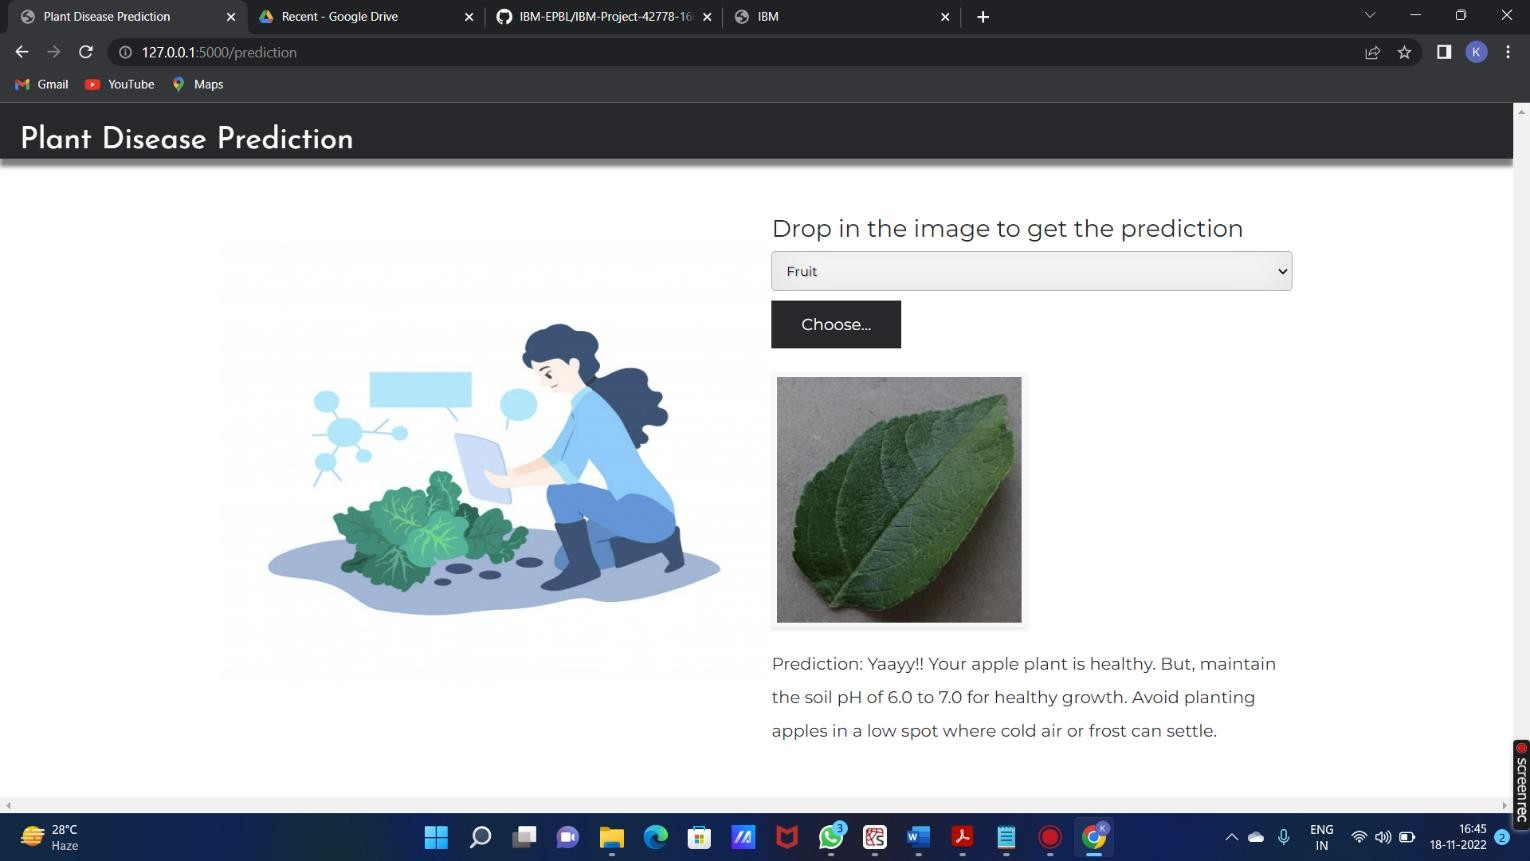 Plant Disease Prediction
Recent - Google Drive
IBM-EPBL/IBM-Project-42778-16
IBM
127.0.0.1:5000/prediction
K
Gmail
YouTube
Maps
Plant Disease Prediction
Drop in the image to get the prediction
Fruit
Choose...
Prediction: Yaayy!! Your apple plant is healthy. But, maintain
the soil pH of 6.0 to 7.0 for healthy growth. Avoid planting
apples in a low spot where cold air or frost can settle.
screenrec
28°C
Haze
3
K
ENG
IN
16:45
18-11-2022
2